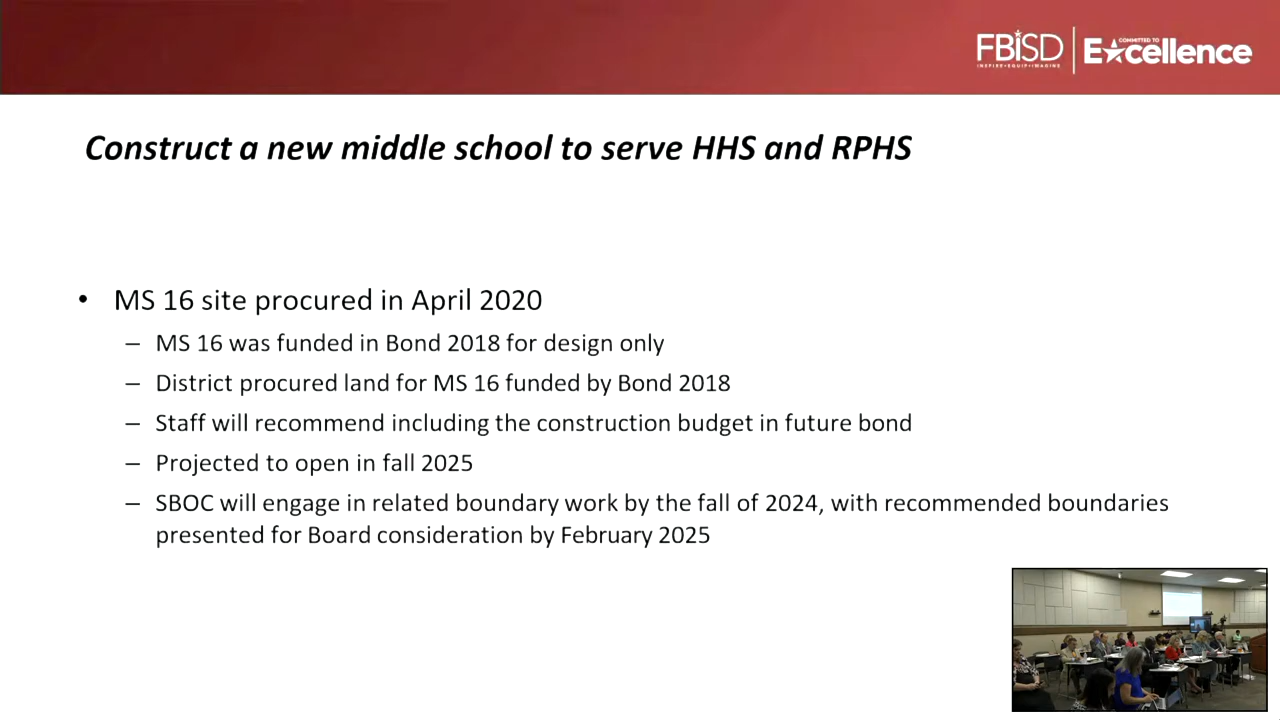 FBISD
INSPIRE•EQUIP•IMAGINE
COMMITTED TO
Excellence
Construct a new middle school to serve HHS and RPHS
• MS 16 site procured in April 2020
– MS 16 was funded in Bond 2018 for design only
– District procured land for MS 16 funded by Bond 2018
– Staff will recommend including the construction budget in future bond
– Projected to open in fall 2025
– SBOC will engage in related boundary work by the fall of 2024, with recommended boundaries
presented for Board consideration by February 2025